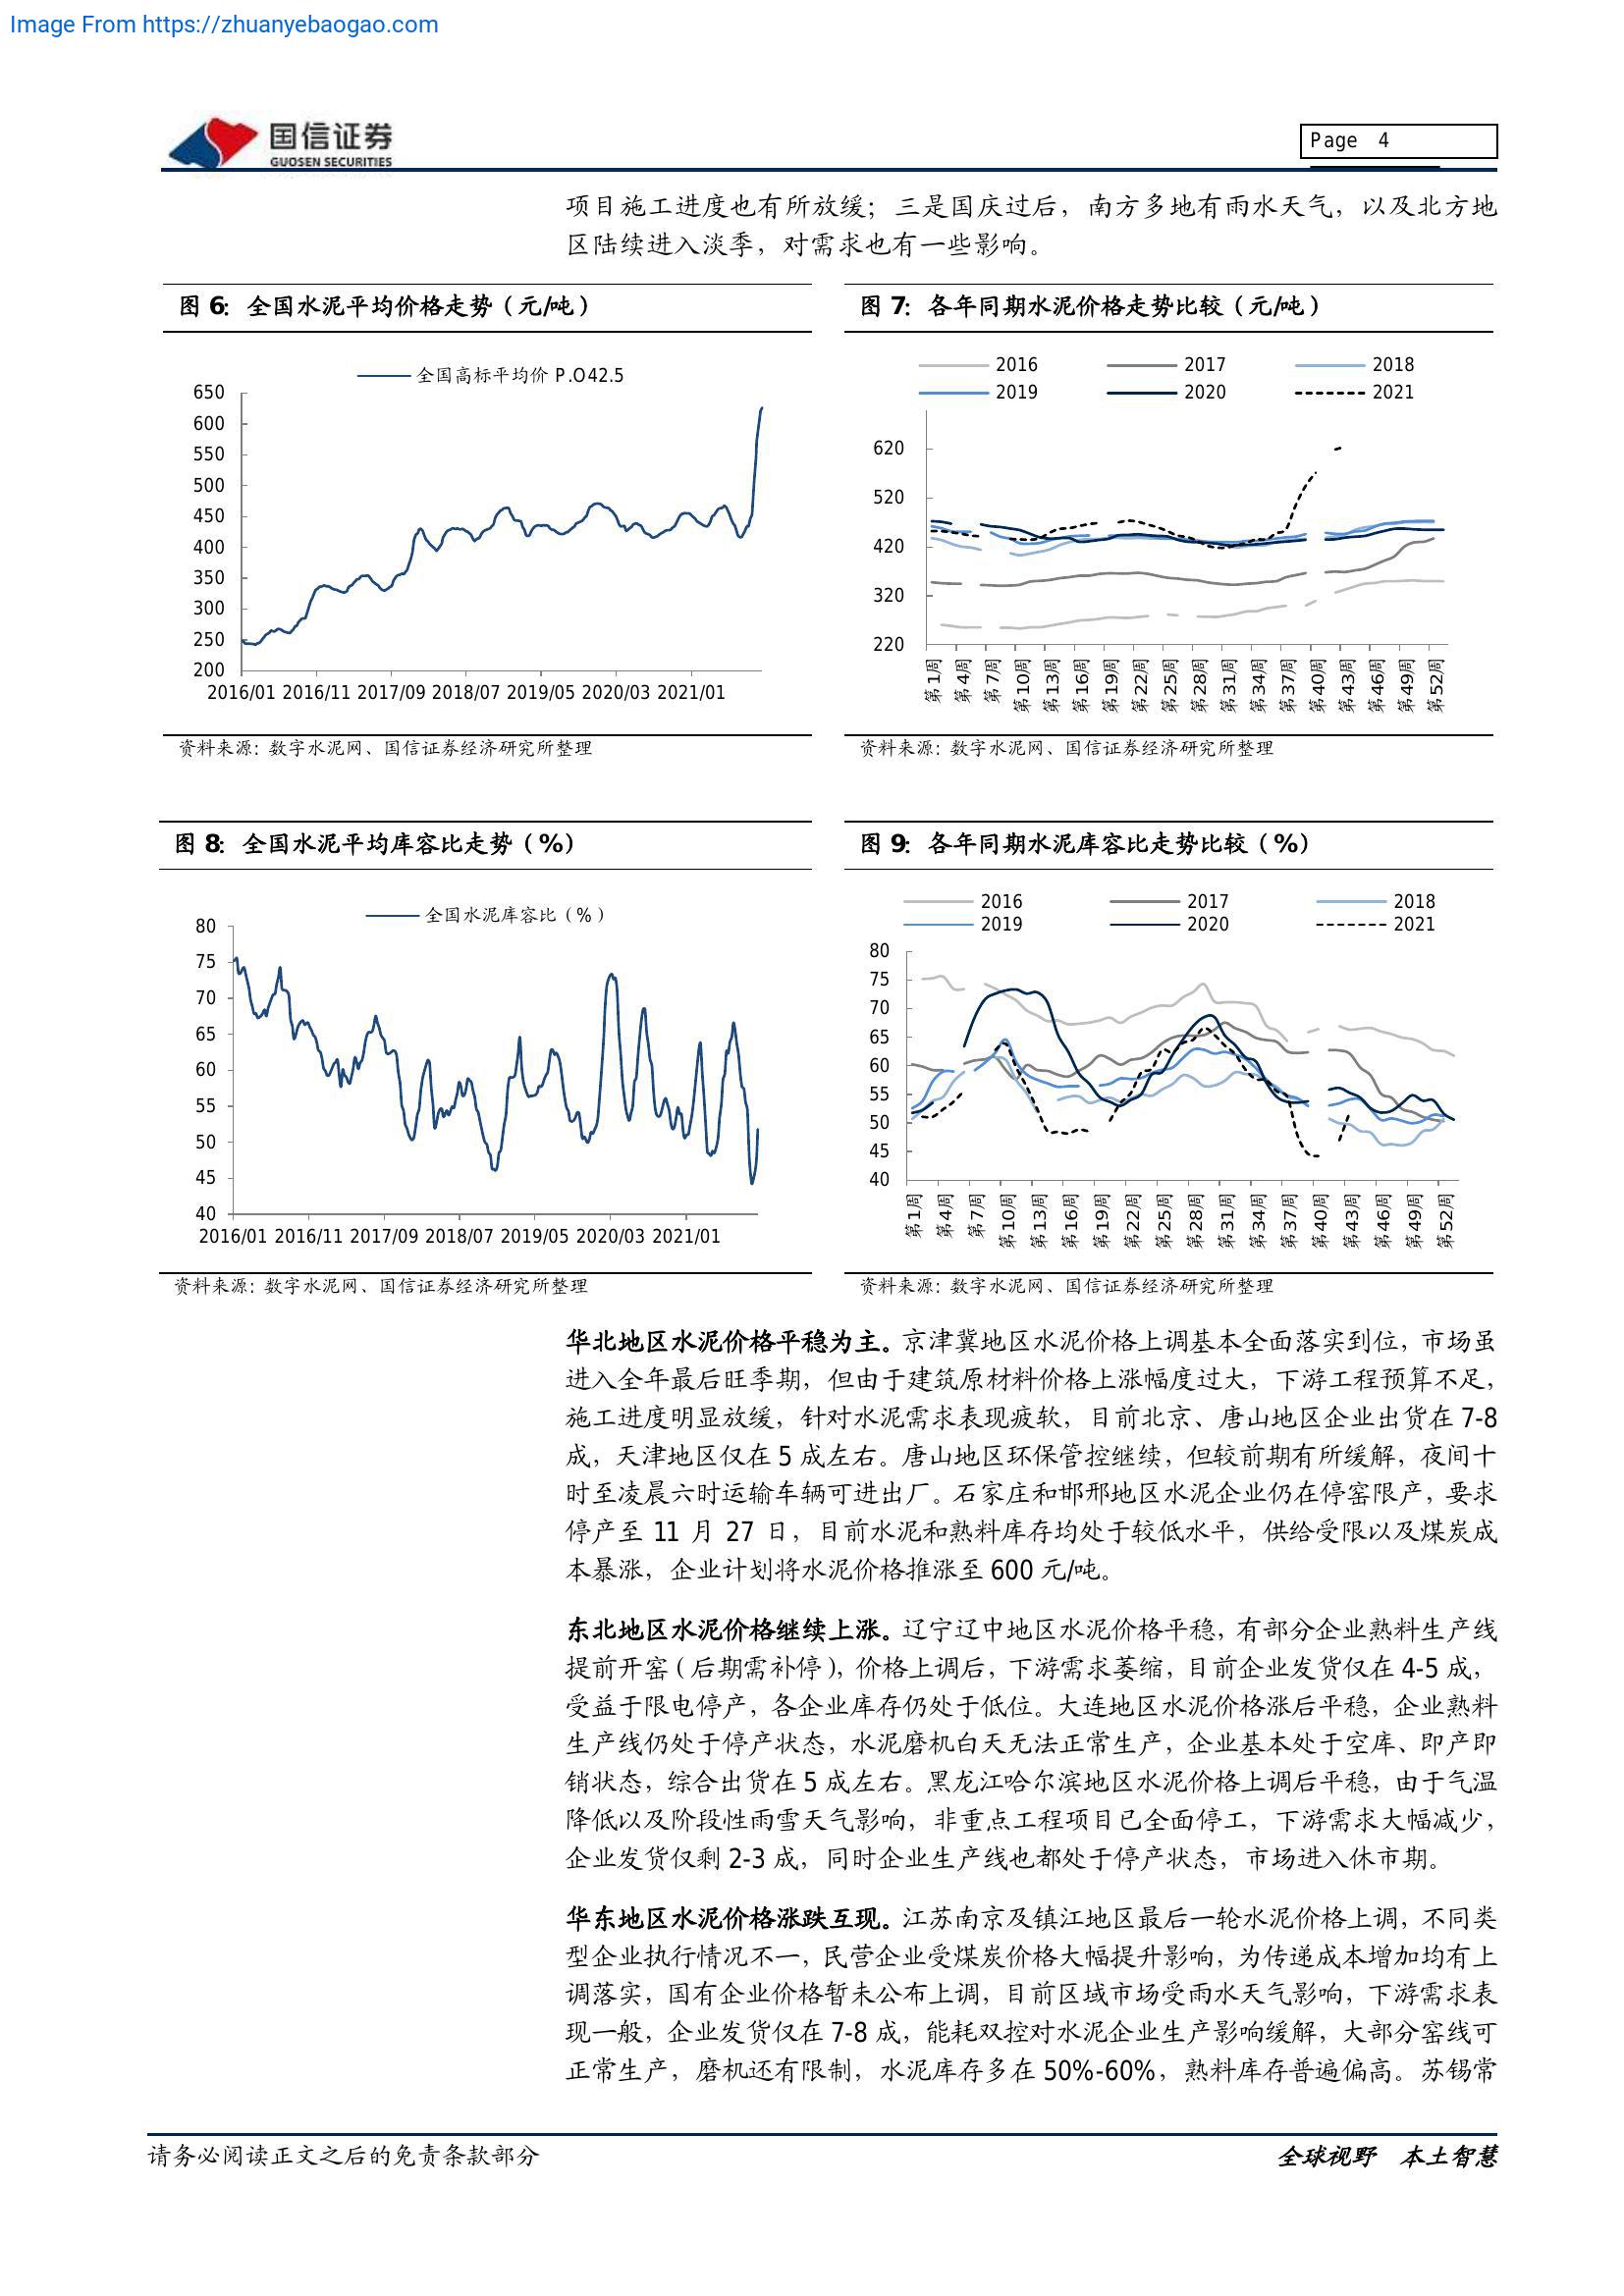 Image From https://zhuanyebaogao.com
国信证券
GUOSEN SECURITIES
Page 4
项目施工进度也有所放缓；三是国庆过后，南方多地有雨水天气，以及北方地
区陆续进入淡季，对需求也有一些影响。
图 6：全国水泥平均价格走势（元/吨）
全国高标平均价 P.O42.5
650
600
550
500
450
400
350
300
250
200
2016/01 2016/11 2017/09 2018/07 2019/05 2020/03 2021/01
资料来源：数字水泥网、国信证券经济研究所整理
图 7：各年同期水泥价格走势比较（元/吨）
2016 2017 2018
2019 2020 2021
620
520
420
320
220
第1周 第4周 第7周 第10周 第13周 第16周 第19周 第22周 第25周 第28周 第31周 第34周 第37周 第40周 第43周 第46周 第49周 第52周
资料来源：数字水泥网、国信证券经济研究所整理
图 8：全国水泥平均库容比走势（%）
全国水泥库容比（%）
80
75
70
65
60
55
50
45
40
2016/01 2016/11 2017/09 2018/07 2019/05 2020/03 2021/01
资料来源：数字水泥网、国信证券经济研究所整理
图 9：各年同期水泥库容比走势比较（%）
2016 2017 2018
2019 2020 2021
80
75
70
65
60
55
50
45
40
第1周 第4周 第7周 第10周 第13周 第16周 第19周 第22周 第25周 第28周 第31周 第34周 第37周 第40周 第43周 第46周 第49周 第52周
资料来源：数字水泥网、国信证券经济研究所整理
华北地区水泥价格平稳为主。京津冀地区水泥价格上调基本全面落实到位，市场虽
进入全年最后旺季期，但由于建筑原材料价格上涨幅度过大，下游工程预算不足，
施工进度明显放缓，针对水泥需求表现疲软，目前北京、唐山地区企业出货在 7-8
成，天津地区仅在 5 成左右。唐山地区环保管控继续，但较前期有所缓解，夜间十
时至凌晨六时运输车辆可进出厂。石家庄和邯邢地区水泥企业仍在停窑限产，要求
停产至 11 月 27 日，目前水泥和熟料库存均处于较低水平，供给受限以及煤炭成
本暴涨，企业计划将水泥价格推涨至 600 元/吨。
东北地区水泥价格继续上涨。辽宁辽中地区水泥价格平稳，有部分企业熟料生产线
提前开窑（后期需补停），价格上调后，下游需求萎缩，目前企业发货仅在 4-5 成，
受益于限电停产，各企业库存仍处于低位。大连地区水泥价格涨后平稳，企业熟料
生产线仍处于停产状态，水泥磨机白天无法正常生产，企业基本处于空库、即产即
销状态，综合出货在 5 成左右。黑龙江哈尔滨地区水泥价格上调后平稳，由于气温
降低以及阶段性雨雪天气影响，非重点工程项目已全面停工，下游需求大幅减少，
企业发货仅剩 2-3 成，同时企业生产线也都处于停产状态，市场进入休市期。
华东地区水泥价格涨跌互现。江苏南京及镇江地区最后一轮水泥价格上调，不同类
型企业执行情况不一，民营企业受煤炭价格大幅提升影响，为传递成本增加均有上
调落实，国有企业价格暂未公布上调，目前区域市场受雨水天气影响，下游需求表
现一般，企业发货仅在 7-8 成，能耗双控对水泥企业生产影响缓解，大部分窑线可
正常生产，磨机还有限制，水泥库存多在 50%-60%，熟料库存普遍偏高。苏锡常
请务必阅读正文之后的免责条款部分
全球视野 本土智慧